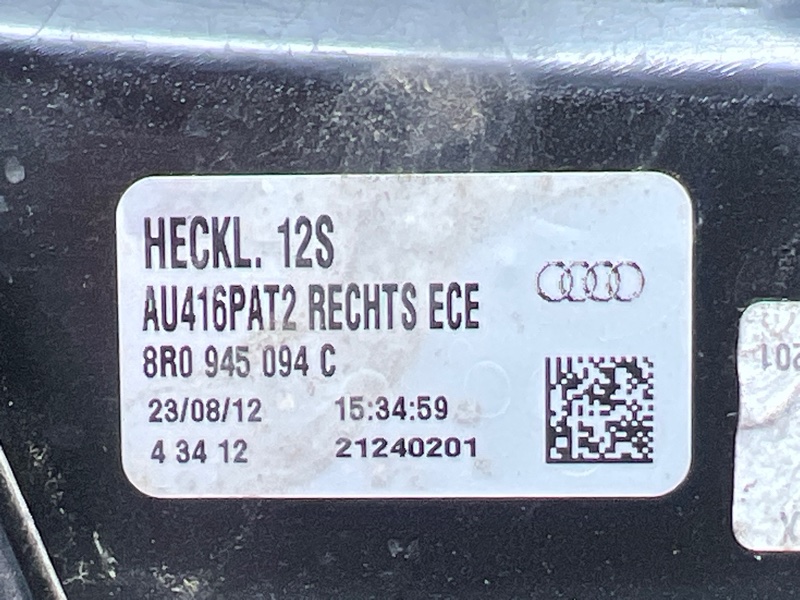 HECKL. 12S
AU416PAT2 RECHTS ECE
8R0 945 094 C
23/08/12 15:34:59
4 34 12 21240201